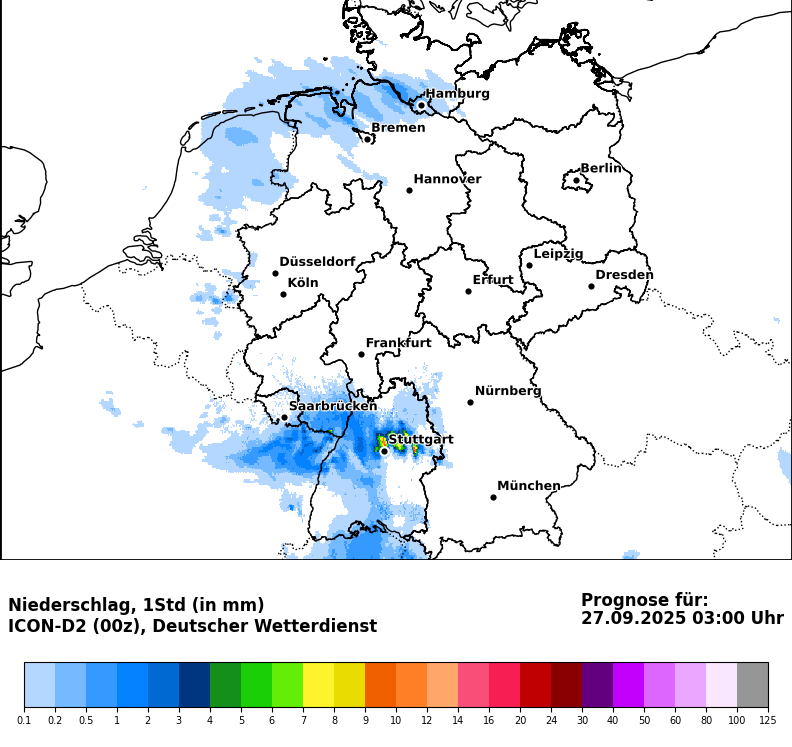 Hamburg
Bremen
Berlin
Hannover
Leipzig
Düsseldorf
Dresden
Köln
Erfurt
Frankfurt
Nürnberg
Saarbrücken
Stuttgart
München
Niederschlag, 1Std (in mm)
ICON-D2 (00z), Deutscher Wetterdienst
Prognose für:
27.09.2025 03:00 Uhr
0.1 0.2 0.5 1 2 3 4 5 6 7 8 9 10 12 14 16 20 24 30 40 50 60 80 100 125